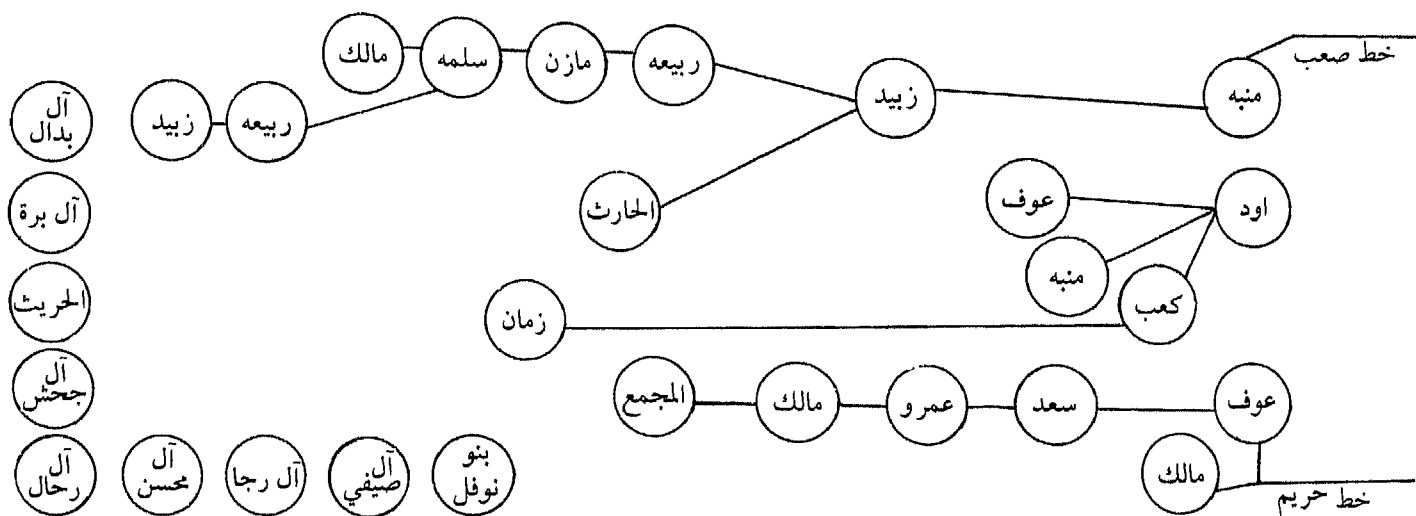 خط صعب
منبه
زبيد
ربيعه
مازن
سلمه
مالك
ربيعه
زبيد
آل
بدال
الحارث
اود
عوف
منبه
كعب
زمان
آل برة
الحريث
آل
جحش
عوف
سعد
عمرو
مالك
المجمع
خط حريم
مالك
بنو
نوفل
آل
صيفي
آل رجا
آل
محسن
آل
رحال